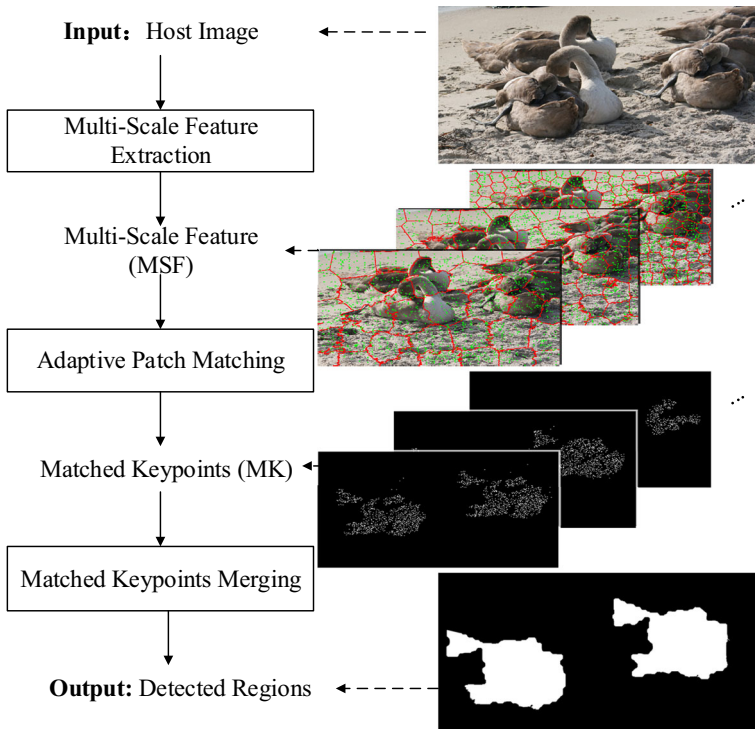 Input: Host Image
Multi-Scale Feature
Extraction
Multi-Scale Feature
(MSF)
Adaptive Patch Matching
Matched Keypoints (MK)
Matched Keypoints Merging
Output: Detected Regions
...
...